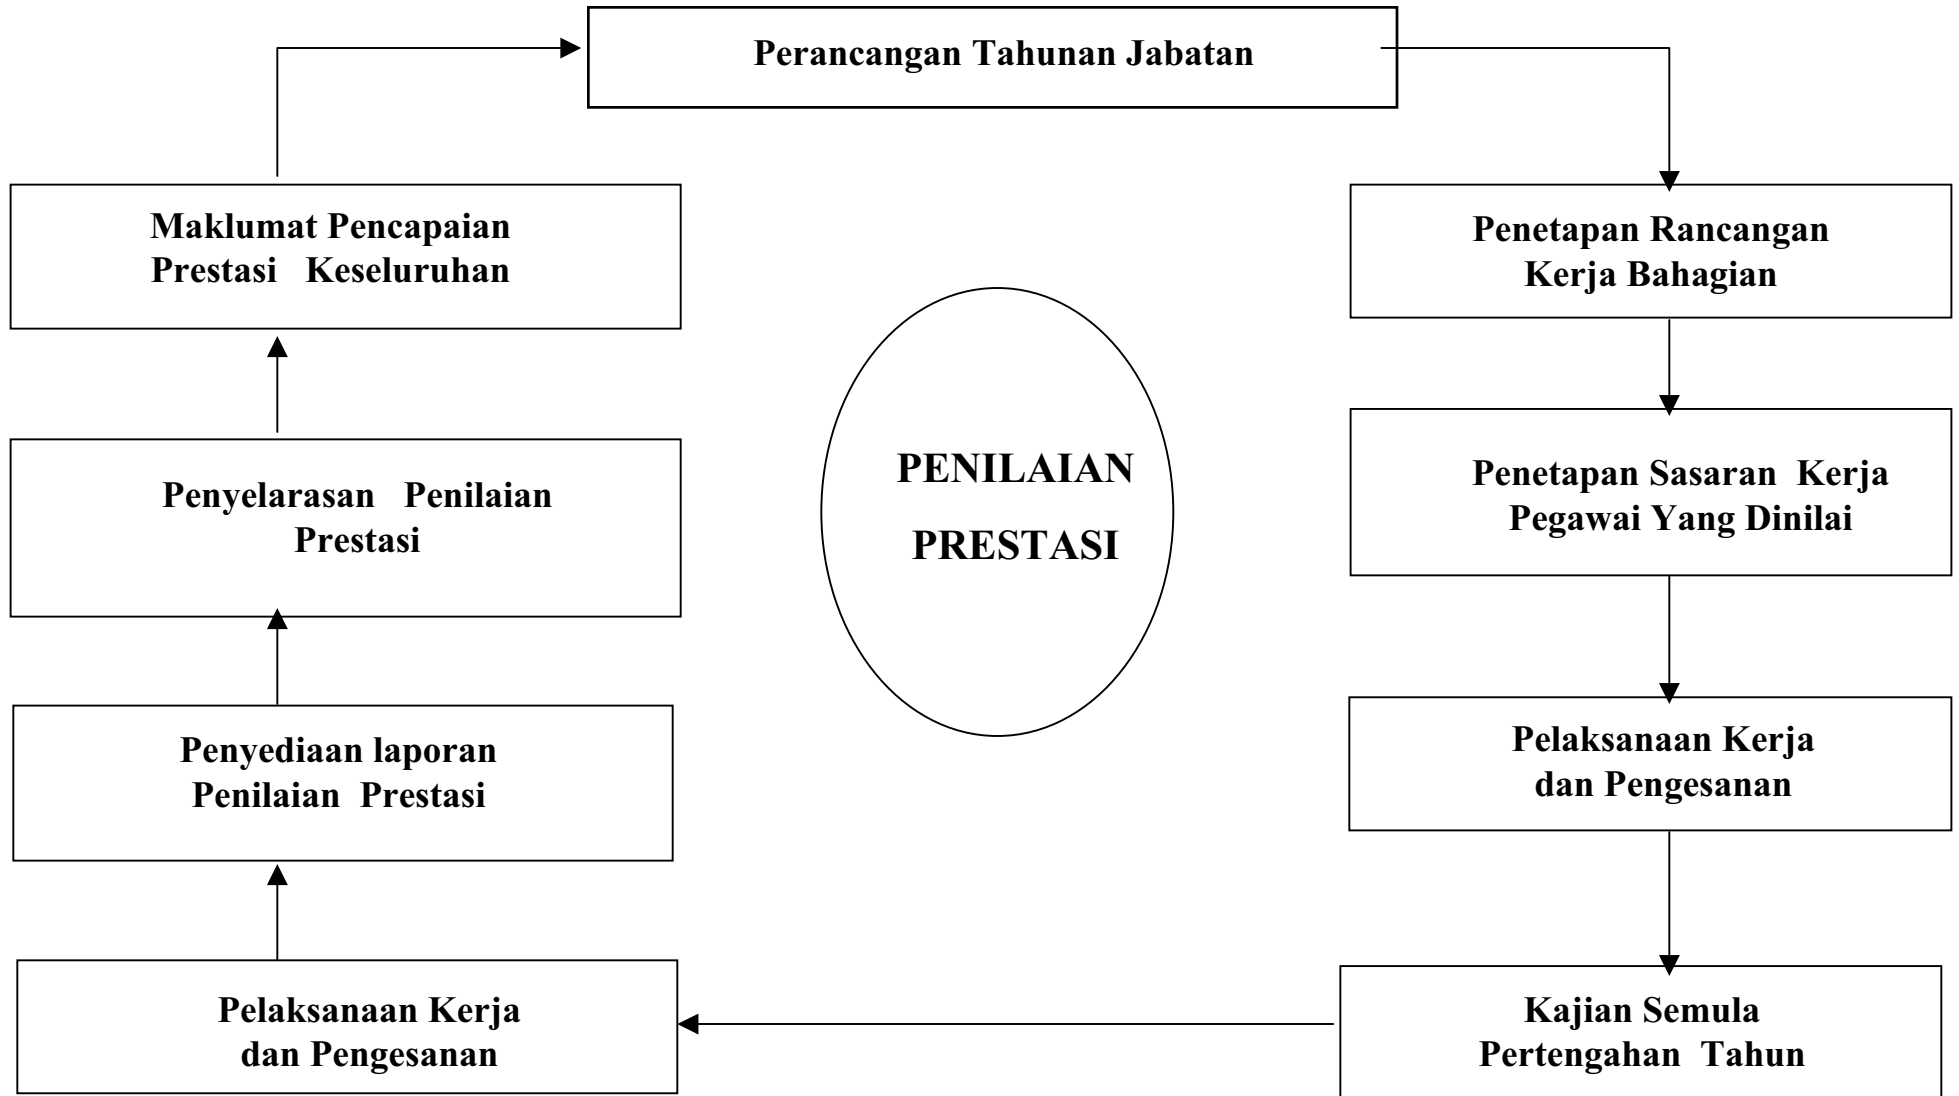 Perancangan Tahunan Jabatan
Maklumat Pencapaian
Prestasi Keseluruhan
Penetapan Rancangan
Kerja Bahagian
Penyelarasan Penilaian
Prestasi
PENILAIAN
PRESTASI
Penetapan Sasaran Kerja
Pegawai Yang Dinilai
Penyediaan laporan
Penilaian Prestasi
Pelaksanaan Kerja
dan Pengesanan
Pelaksanaan Kerja
dan Pengesanan
Kajian Semula
Pertengahan Tahun